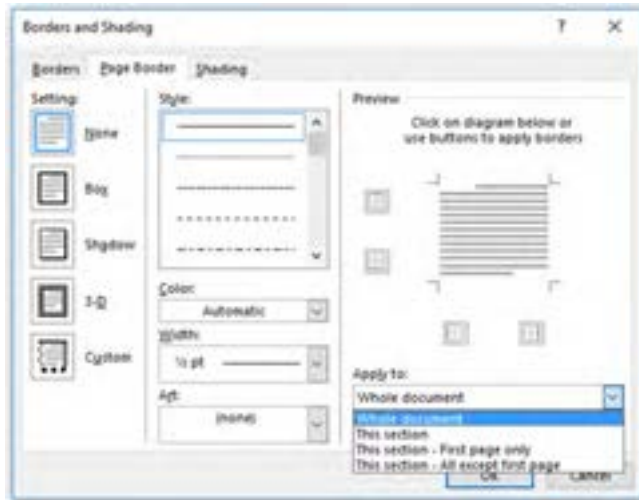 Borders and Shading ? ×
Borders Page Border Shading
Setting:
None
Box
Shadow
3-D
Custom
Style:
Color:
Automatic
Width:
½ pt
Art:
(none)
Preview
Click on diagram below or
use buttons to apply borders
Apply to:
Whole document
Whole document
This section
This section - First page only
This section - All except first page
OK Cancel